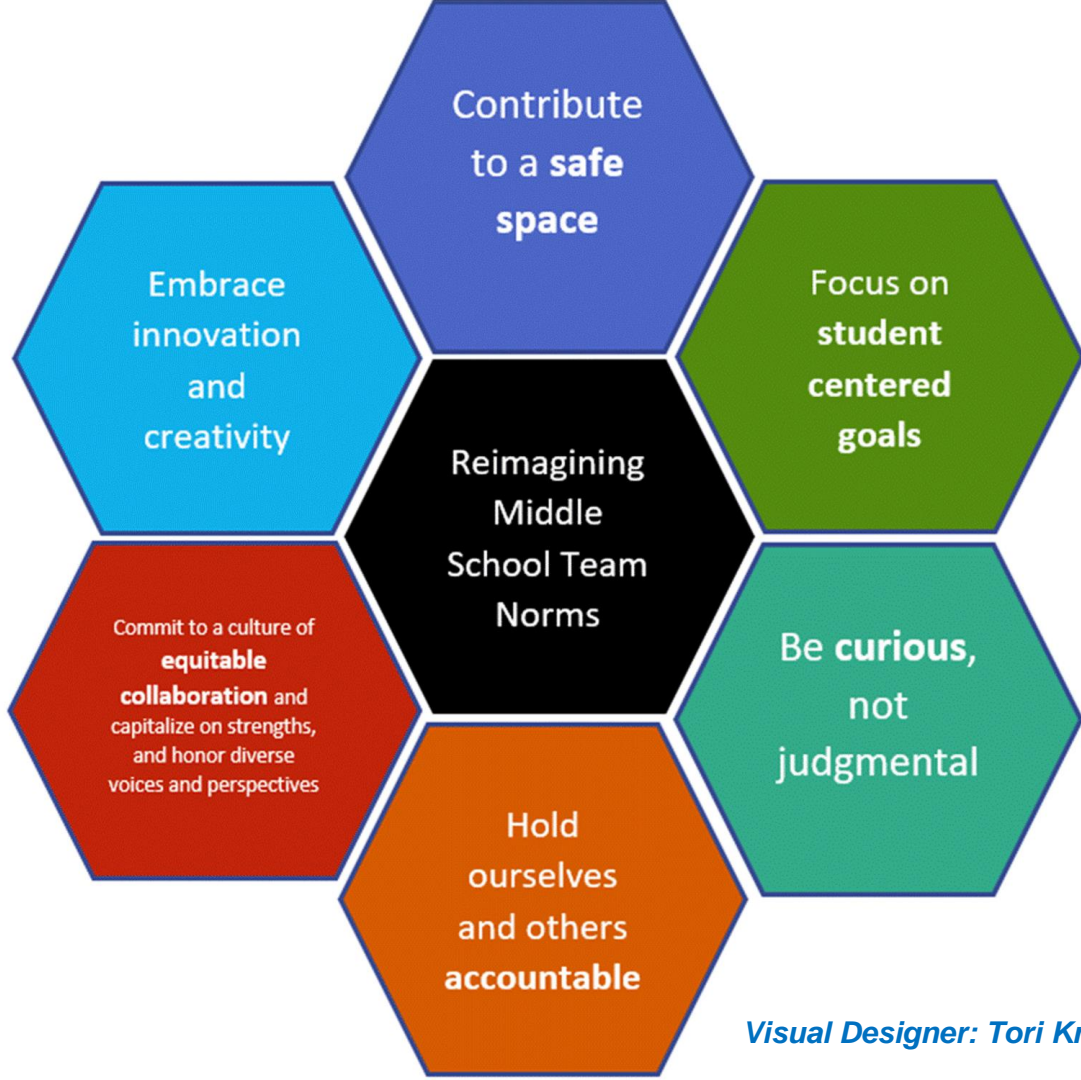 Contribute
to a safe
space
Embrace
innovation
and
creativity
Focus on
student
centered
goals
Reimagining
Middle
School Team
Norms
Commit to a culture of
equitable
collaboration and
capitalize on strengths,
and honor diverse
voices and perspectives
Be curious,
not
judgmental
Hold
ourselves
and others
accountable
Visual Designer: Tori